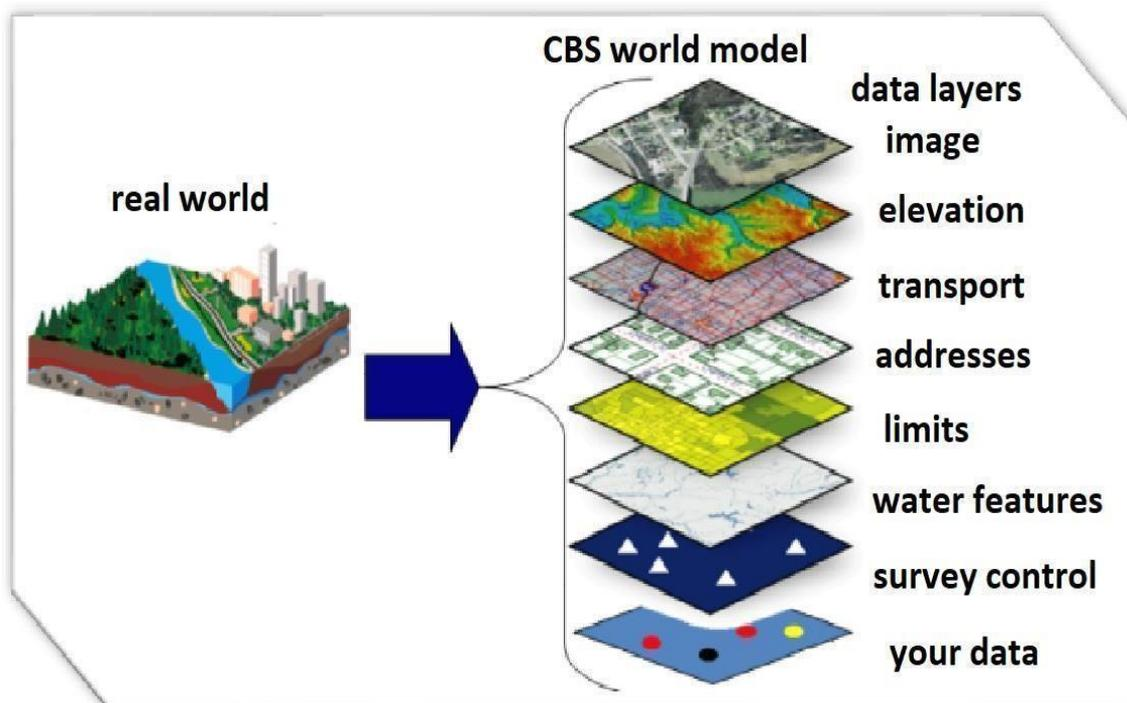 CBS world model
data layers
image
real world
elevation
transport
addresses
limits
water features
survey control
your data